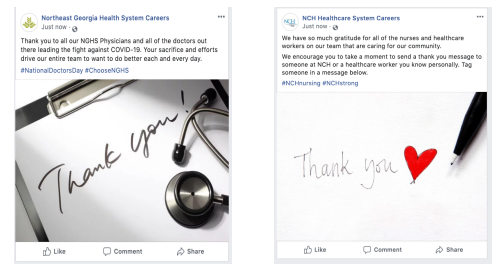 Northeast Georgia Health System Careers
Just now
Thank you to all our NGHS Physicians and all of the doctors out
there leading the fight against COVID-19. Your sacrifice and efforts
drive our entire team to want to do better each and every day.
#NationalDoctorsDay #ChooseNGHS
Thank you!
Like Comment Share
NCH Healthcare System Careers
Just now
We have so much gratitude for all of the nurses and healthcare
workers on our team that are caring for our community.
We encourage you to take a moment to send a thank you message to
someone at NCH or a healthcare worker you know personally. Tag
someone in a message below.
#NCHnursing #NCHstrong
Thank you
Like Comment Share